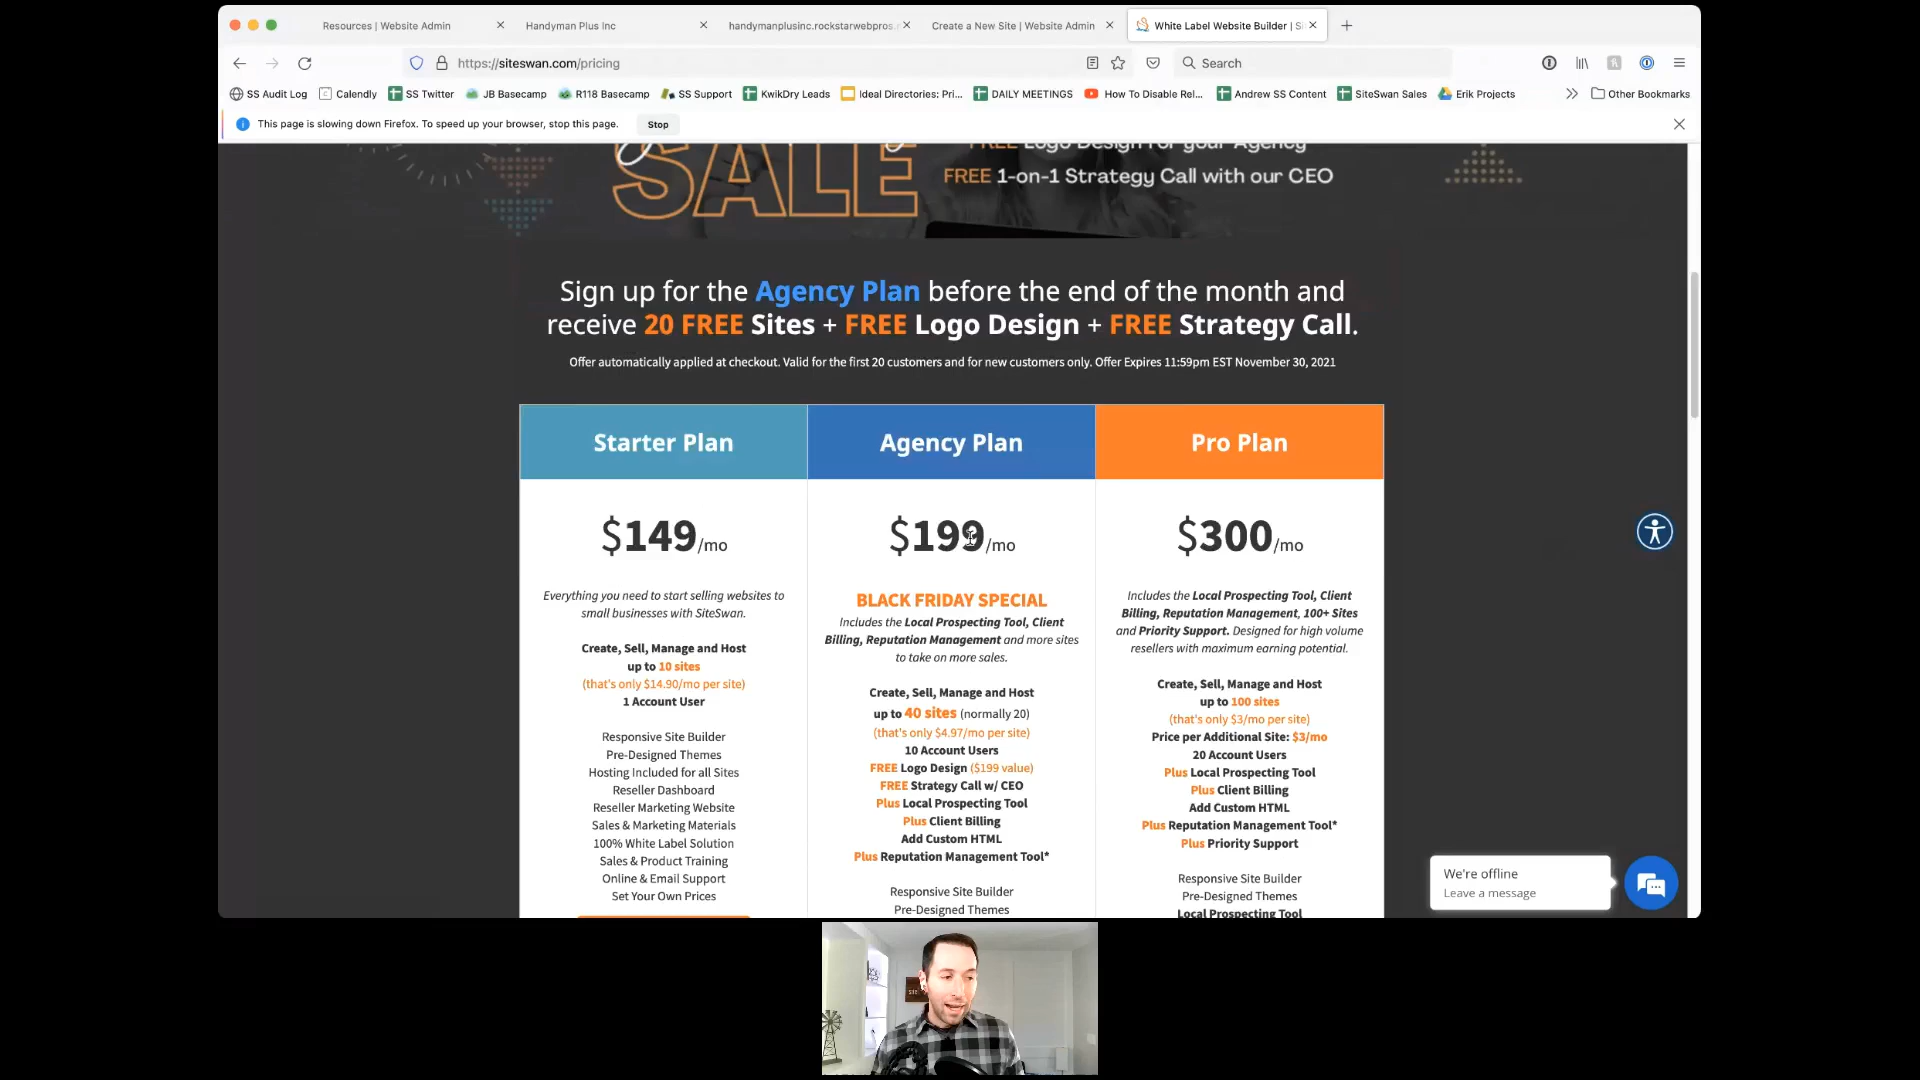 Resources | Website Admin
Handyman Plus Inc
handymanplusinc.rockstarwebpros.
Create a New Site | Website Admin
White Label Website Builder | Si
https://siteswan.com/pricing
Search
SS Audit Log
Calendly
SS Twitter
JB Basecamp
R118 Basecamp
SS Support
KwikDry Leads
Ideal Directories: Pri...
DAILY MEETINGS
How To Disable Rel...
Andrew SS Content
SiteSwan Sales
Erik Projects
Other Bookmarks
This page is slowing down Firefox. To speed up your browser, stop this page.
Stop
SALE
FREE Logo Design for your Agency
FREE 1-on-1 Strategy Call with our CEO
Sign up for the Agency Plan before the end of the month and
receive 20 FREE Sites + FREE Logo Design + FREE Strategy Call.
Offer automatically applied at checkout. Valid for the first 20 customers and for new customers only. Offer Expires 11:59pm EST November 30, 2021
Starter Plan
$149/mo
Everything you need to start selling websites to
small businesses with SiteSwan.
Create, Sell, Manage and Host
up to 10 sites
(that's only $14.90/mo per site)
1 Account User
Responsive Site Builder
Pre-Designed Themes
Hosting Included for all Sites
Reseller Dashboard
Reseller Marketing Website
Sales & Marketing Materials
100% White Label Solution
Sales & Product Training
Online & Email Support
Set Your Own Prices
Agency Plan
$199/mo
BLACK FRIDAY SPECIAL
Includes the Local Prospecting Tool, Client
Billing, Reputation Management and more sites
to take on more sales.
Create, Sell, Manage and Host
up to 40 sites (normally 20)
(that's only $4.97/mo per site)
10 Account Users
FREE Logo Design ($199 value)
FREE Strategy Call w/ CEO
Plus Local Prospecting Tool
Plus Client Billing
Add Custom HTML
Plus Reputation Management Tool*
Responsive Site Builder
Pre-Designed Themes
Pro Plan
$300/mo
Includes the Local Prospecting Tool, Client
Billing, Reputation Management, 100+ Sites
and Priority Support. Designed for high volume
resellers with maximum earning potential.
Create, Sell, Manage and Host
up to 100 sites
(that's only $3/mo per site)
Price per Additional Site: $3/mo
20 Account Users
Plus Local Prospecting Tool
Plus Client Billing
Add Custom HTML
Plus Reputation Management Tool*
Plus Priority Support
Responsive Site Builder
Pre-Designed Themes
Local Prospecting Tool
We're offline
Leave a message